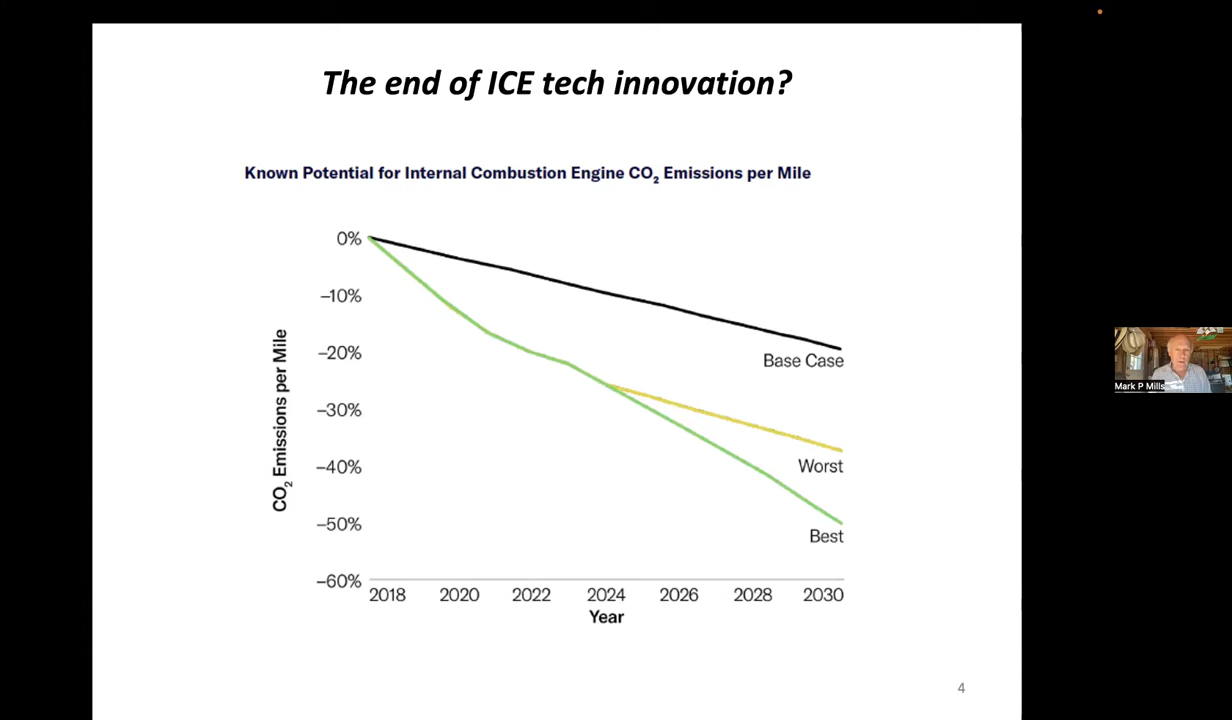 The end of ICE tech innovation?
Known Potential for Internal Combustion Engine CO₂ Emissions per Mile
CO₂ Emissions per Mile
0%
–10%
–20%
–30%
–40%
–50%
–60%
Base Case
Worst
Best
2018 2020 2022 2024 2026 2028 2030
Year
4
Mark P Mills